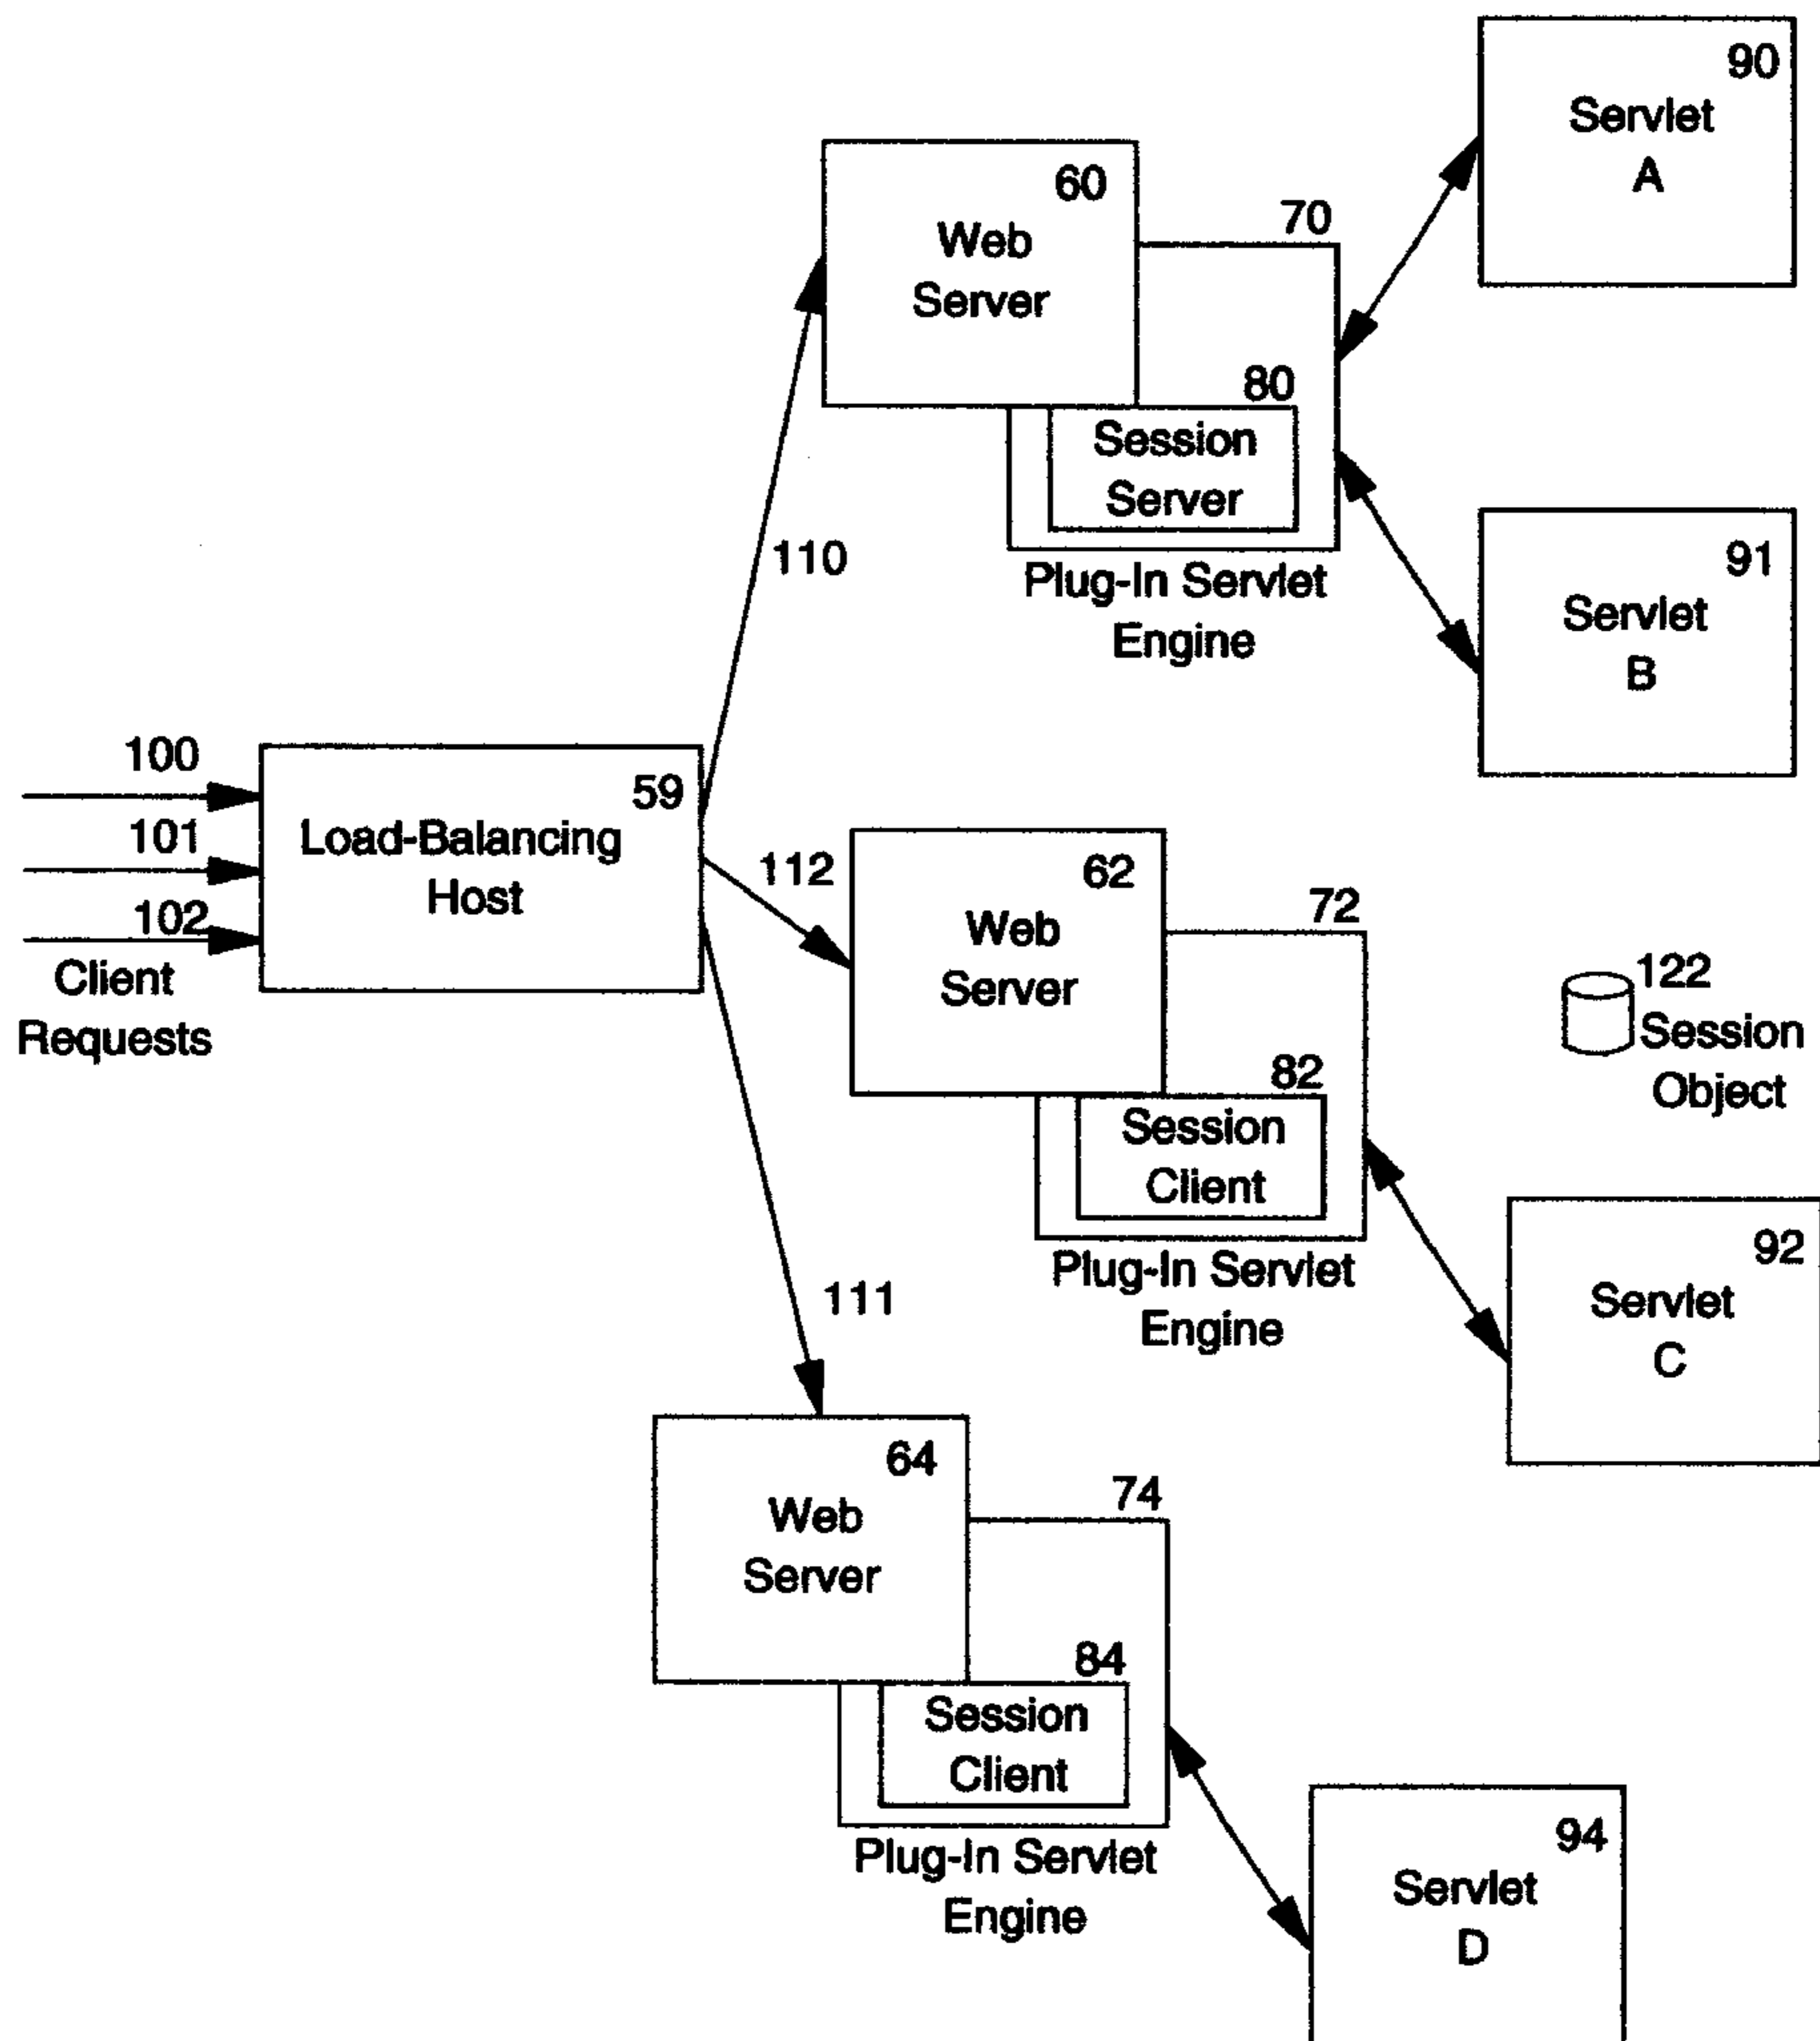 90
Servlet
A
60
Web
Server
70
80
Session
Server
110
Plug-In Servlet
Engine
91
Servlet
B
100
59
101
Load-Balancing
Host
102
Client
Requests
112
62
Web
Server
72
122
Session
Object
82
Session
Client
Plug-In Servlet
Engine
92
Servlet
C
111
64
Web
Server
74
84
Session
Client
Plug-In Servlet
Engine
94
Servlet
D